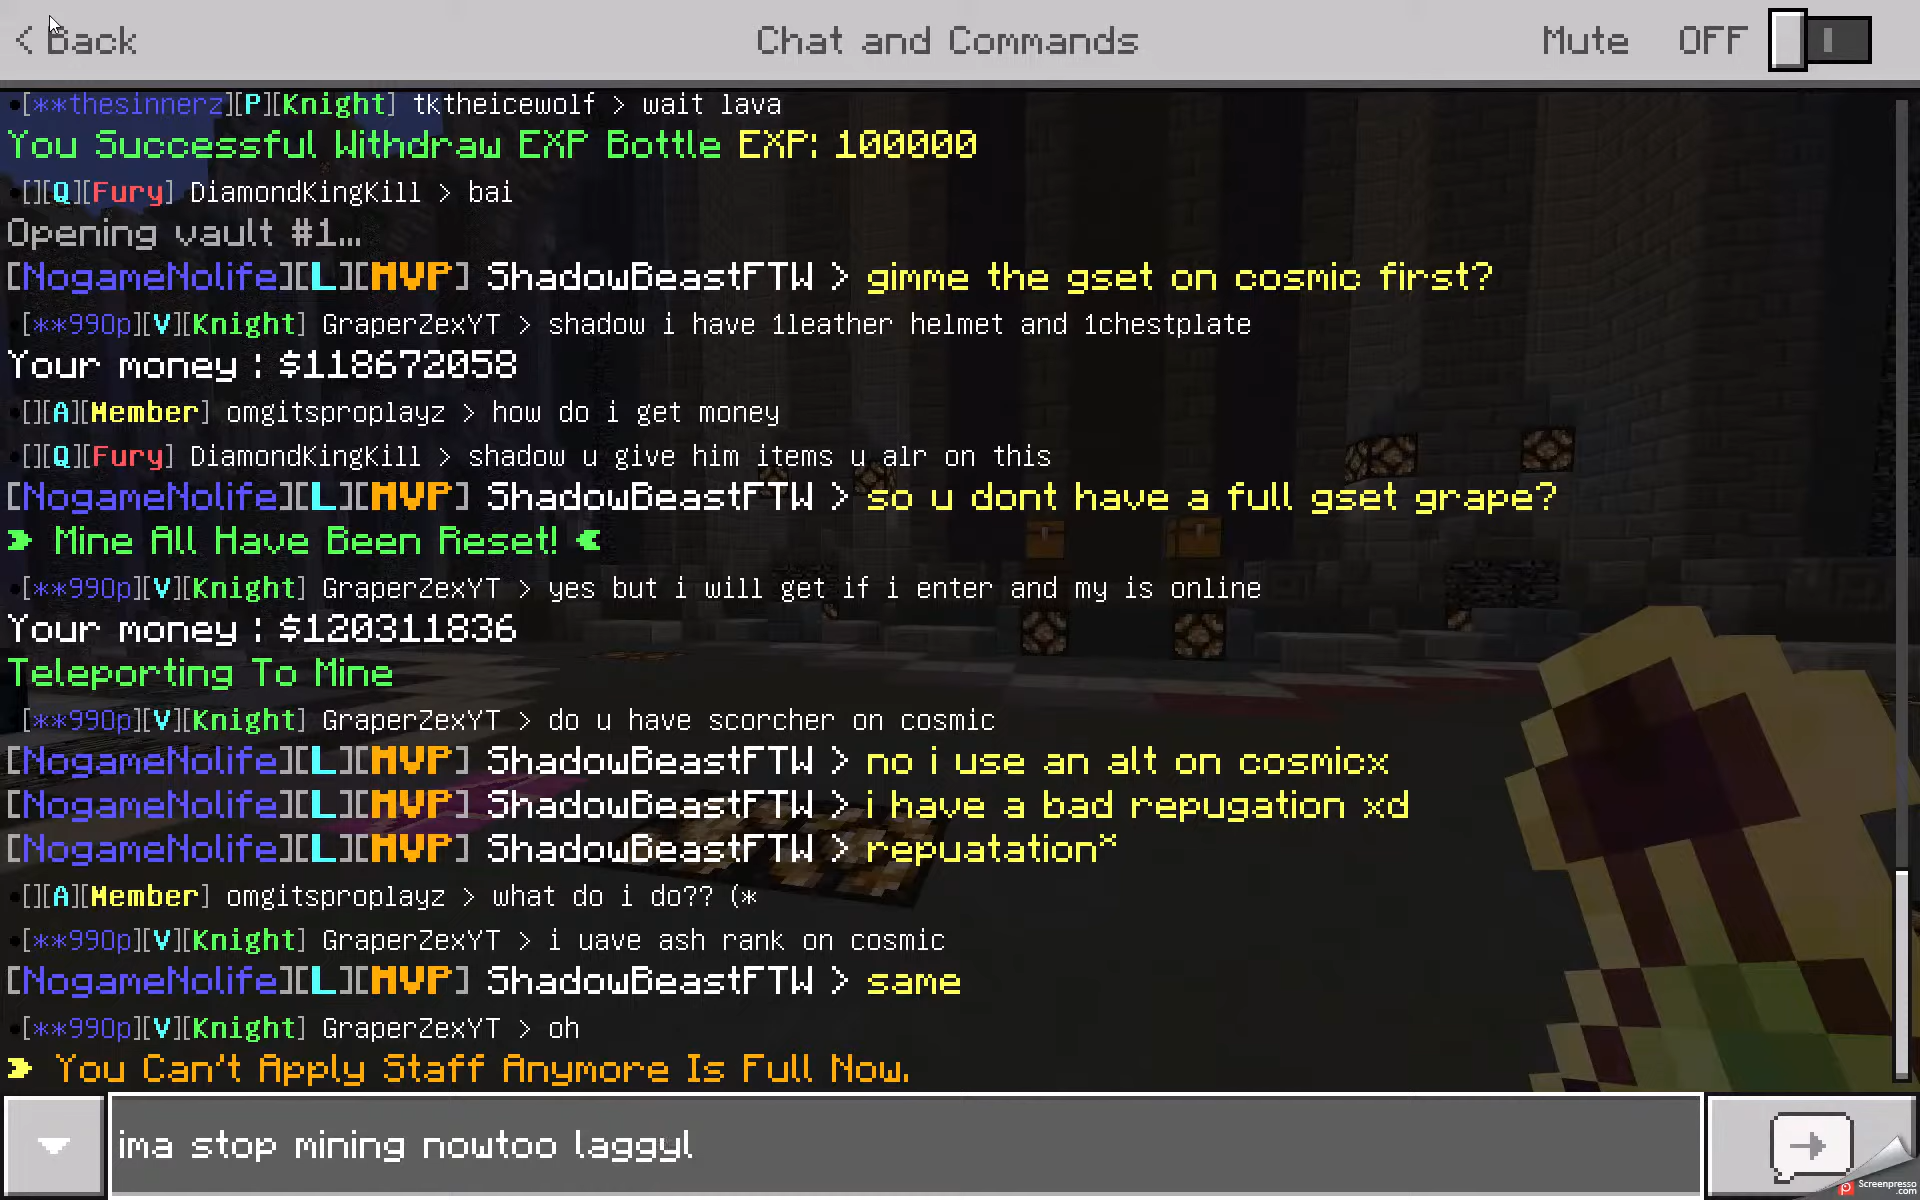 < Back
Chat and Commands
Mute OFF
[**thesinnerz][P][Knight] tktheicewolf > wait lava
You Successful Withdraw EXP Bottle EXP: 100000
[][Q][Fury] DiamondKingKill > bai
Opening vault #1...
[NogameNolife][L][MVP] ShadowBeastFTW > gimme the gset on cosmic first?
[**990p][V][Knight] GraperZexYT > shadow i have 1leather helmet and 1chestplate
Your money : $118672058
[][A][Member] omgitsproplayz > how do i get money
[][Q][Fury] DiamondKingKill > shadow u give him items u alr on this
[NogameNolife][L][MVP] ShadowBeastFTW > so u dont have a full gset grape?
Mine All Have Been Reset!
[**990p][V][Knight] GraperZexYT > yes but i will get if i enter and my is online
Your money : $120311836
Teleporting To Mine
[**990p][V][Knight] GraperZexYT > do u have scorcher on cosmic
[NogameNolife][L][MVP] ShadowBeastFTW > no i use an alt on cosmicx
[NogameNolife][L][MVP] ShadowBeastFTW > i have a bad repugation xd
[NogameNolife][L][MVP] ShadowBeastFTW > repuatation*
[][A][Member] omgitsproplayz > what do i do?? (*
[**990p][V][Knight] GraperZexYT > i uave ash rank on cosmic
[NogameNolife][L][MVP] ShadowBeastFTW > same
[**990p][V][Knight] GraperZexYT > oh
You Can't Apply Staff Anymore Is Full Now.
ima stop mining nowtoo laggyl
Screenpresso
.com